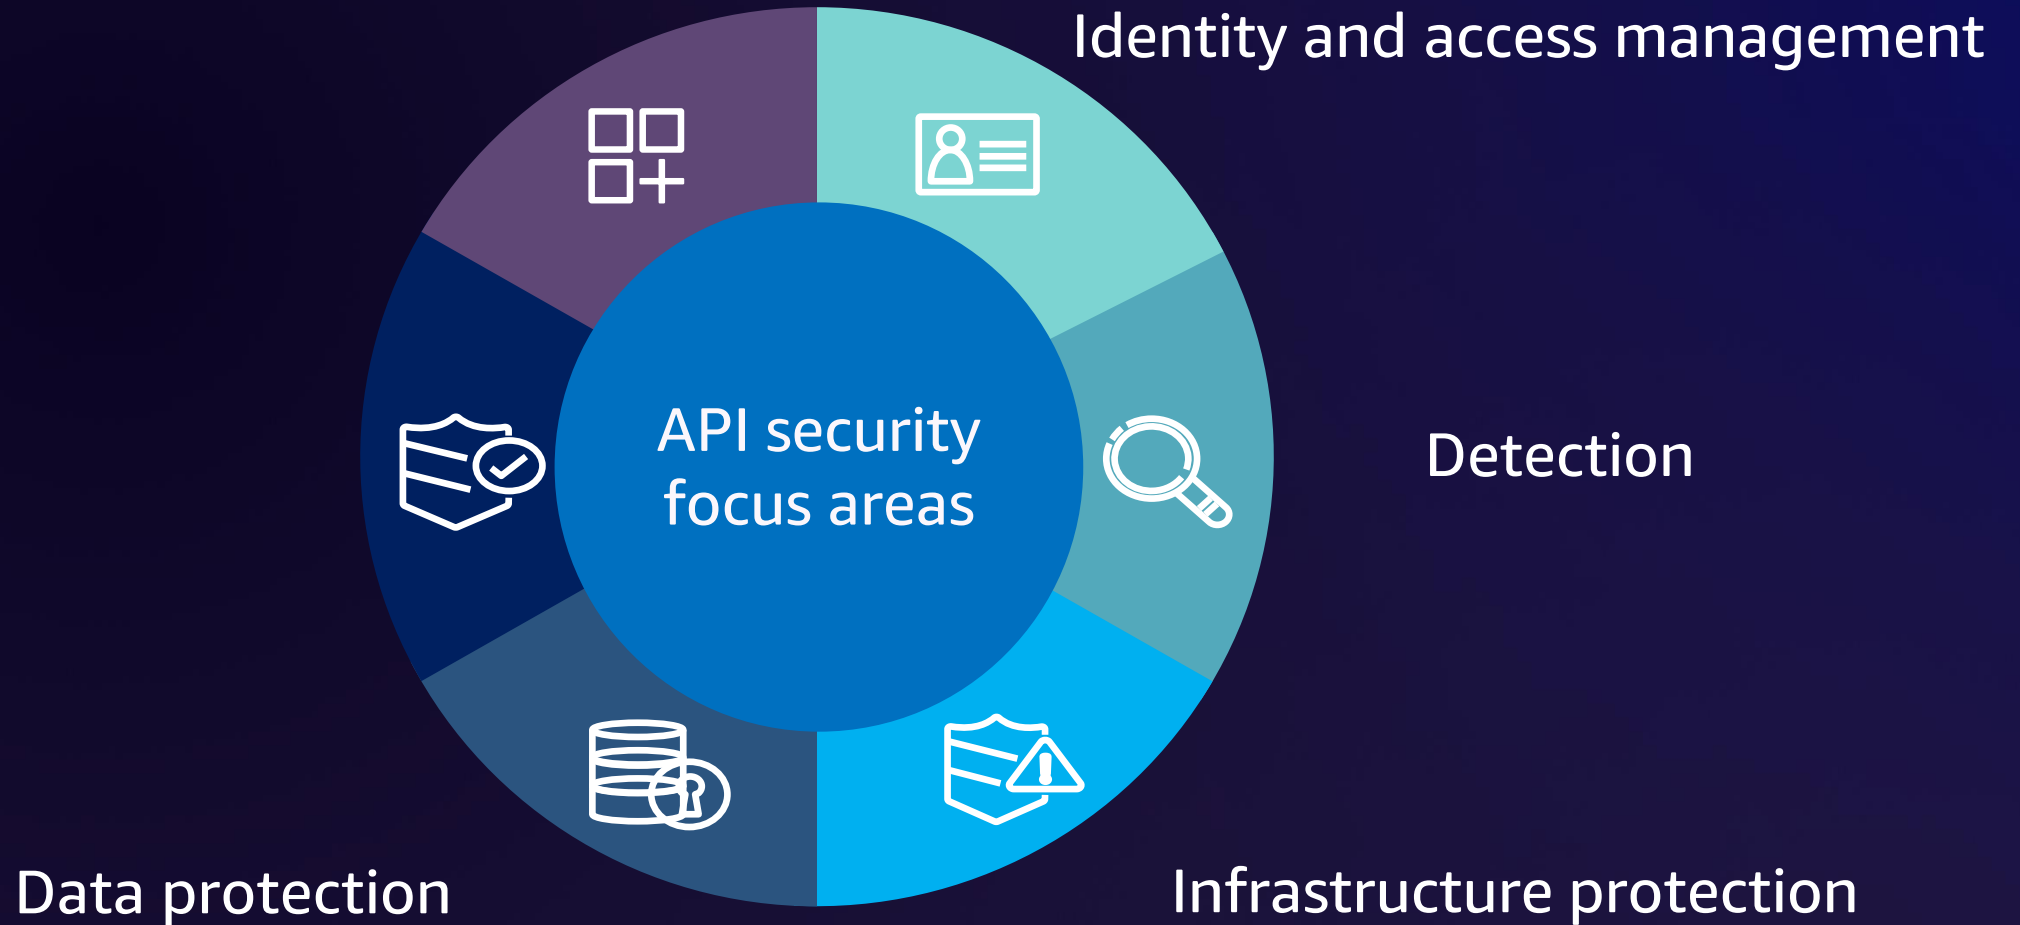 Identity and access management
API security
focus areas
Detection
Data protection
Infrastructure protection